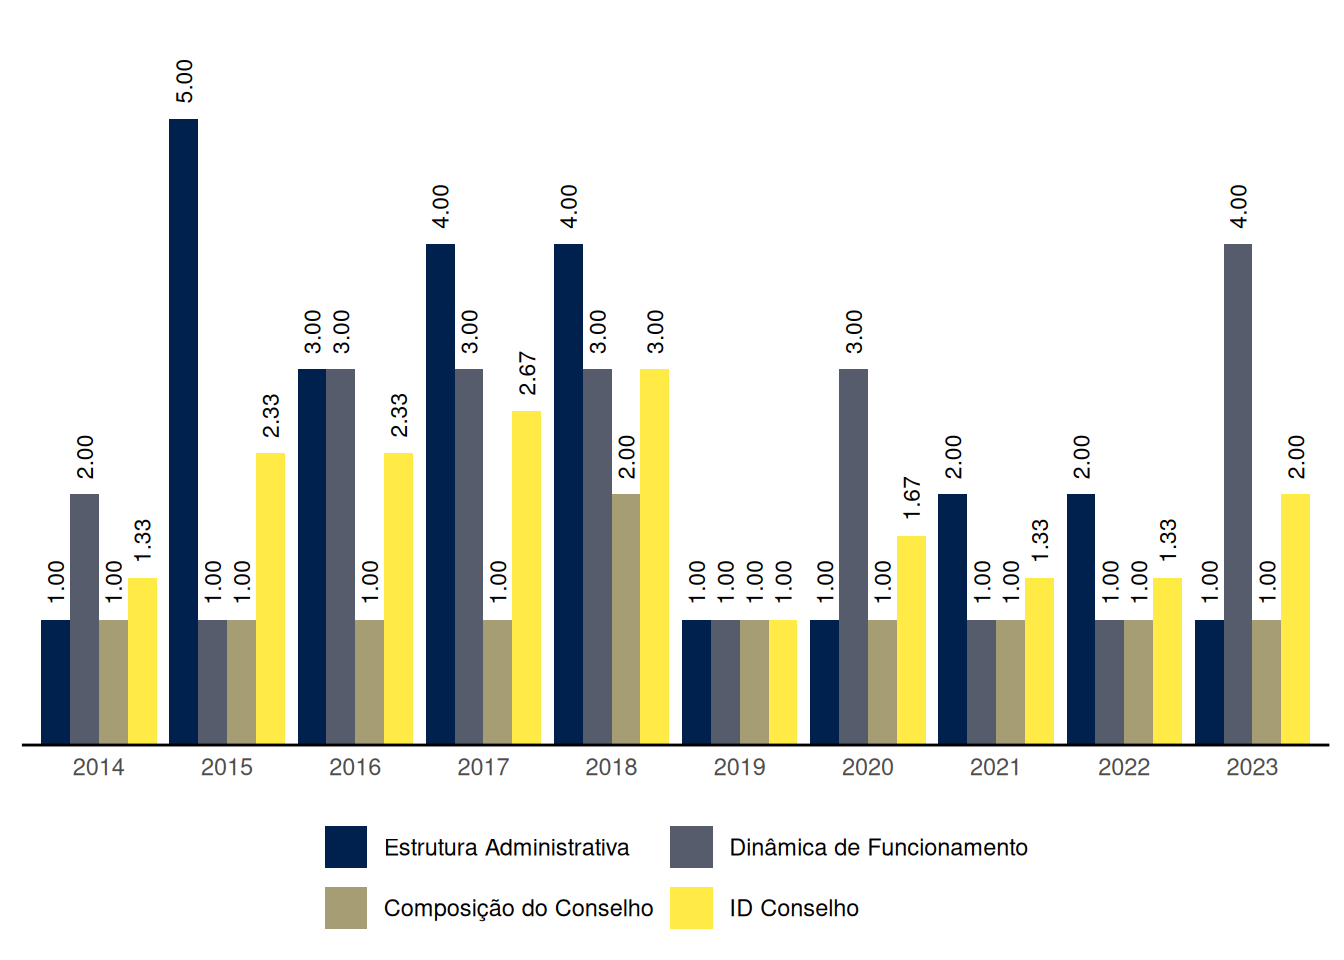 5.00
4.00 4.00 4.00
3.00 3.00 3.00 3.00 3.00 3.00
2.67
2.33 2.33
2.00 2.00 2.00 2.00 2.00
1.67
1.33 1.33 1.33
1.00 1.00 1.00 1.00 1.00 1.00 1.00 1.00 1.00 1.00 1.00 1.00 1.00 1.00 1.00 1.00 1.00 1.00
2014 2015 2016 2017 2018 2019 2020 2021 2022 2023
Estrutura Administrativa Dinâmica de Funcionamento
Composição do Conselho ID Conselho